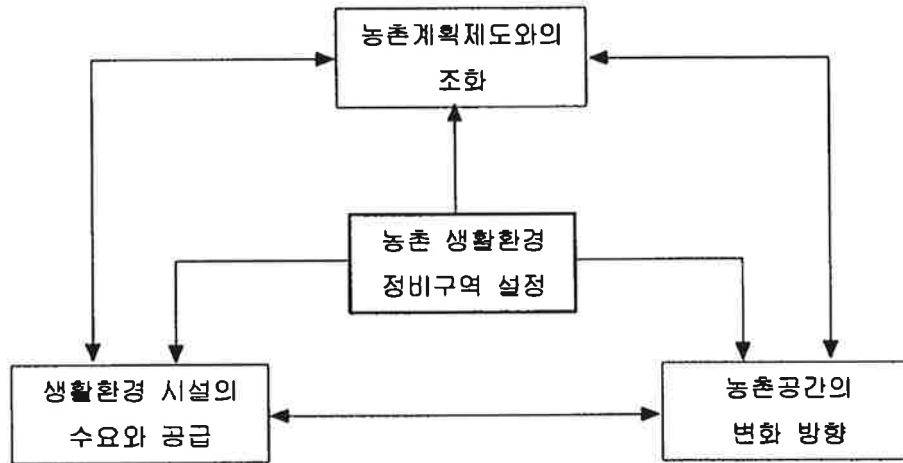 농촌계획제도와의
조화
농촌 생활환경
정비구역 설정
생활환경 시설의
수요와 공급
농촌공간의
변화 방향